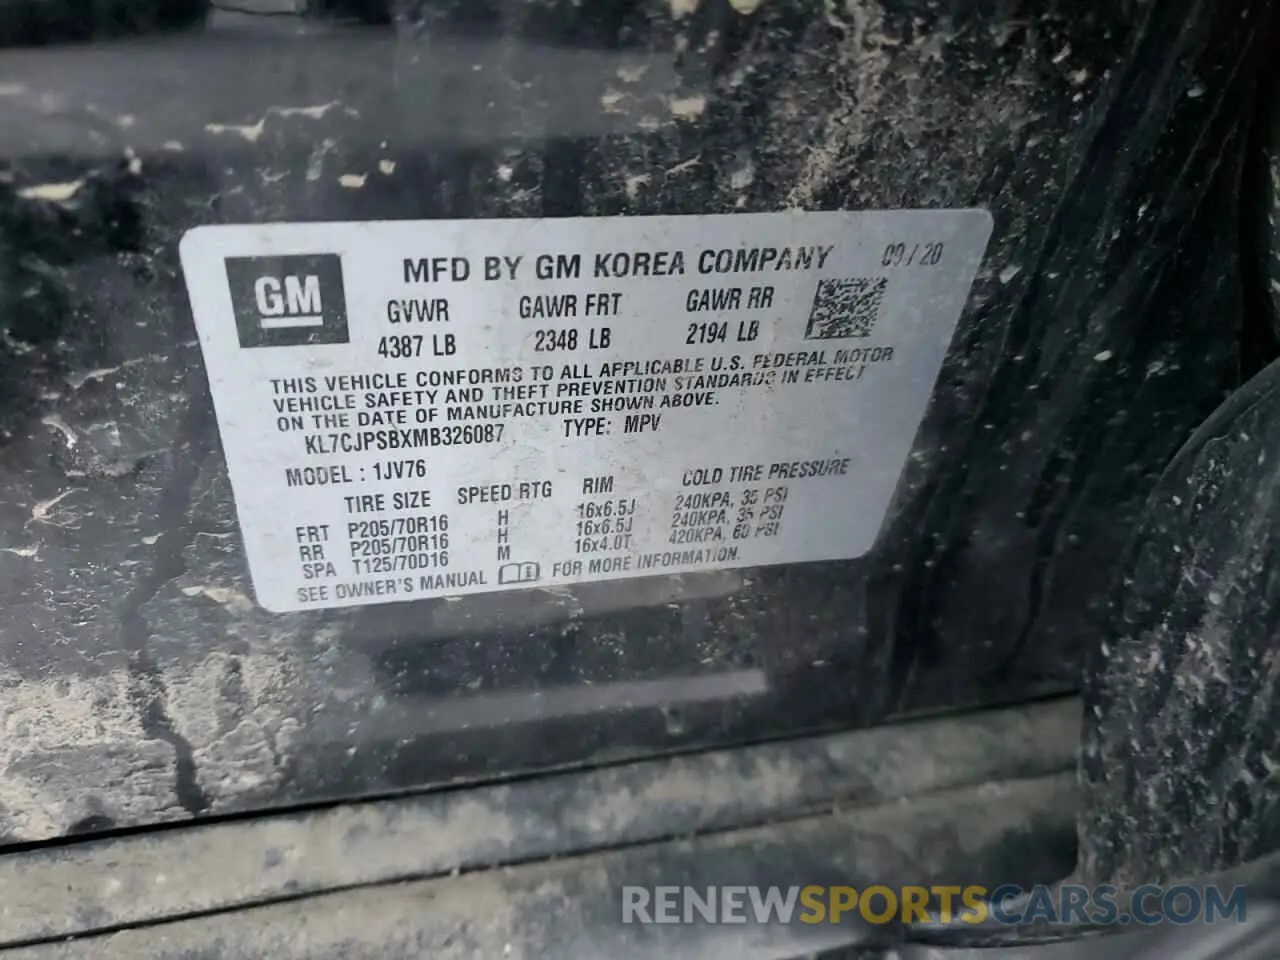 GM
MFD BY GM KOREA COMPANY 09/20
GVWR GAWR FRT GAWR RR
4387 LB 2348 LB 2194 LB
THIS VEHICLE CONFORMS TO ALL APPLICABLE U.S. FEDERAL MOTOR
VEHICLE SAFETY AND THEFT PREVENTION STANDARDS IN EFFECT
ON THE DATE OF MANUFACTURE SHOWN ABOVE.
KL7CJPSBXMB326087 TYPE: MPV
MODEL : 1JV76
TIRE SIZE SPEED RTG RIM COLD TIRE PRESSURE
FRT P205/70R16 H 16x6.5J 240KPA, 35 PSI
RR P205/70R16 H 16x6.5J 240KPA, 35 PSI
SPA T125/70D16 M 16x4.0T 420KPA, 60 PSI
SEE OWNER'S MANUAL FOR MORE INFORMATION.
RENEWSPORTSCARS.COM